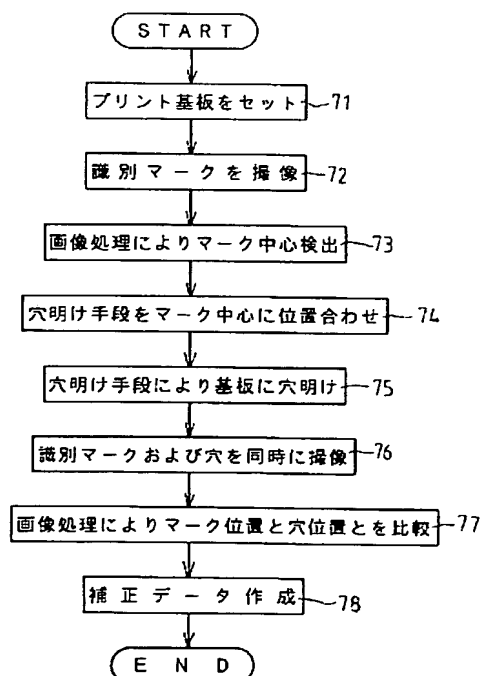 START
プリント基板をセット 71
識別マークを撮像 72
画像処理によりマーク中心検出 73
穴明け手段をマーク中心に位置合わせ 74
穴明け手段により基板に穴明け 75
識別マークおよび穴を同時に撮像 76
画像処理によりマーク位置と穴位置とを比較 77
補正データ作成 78
END